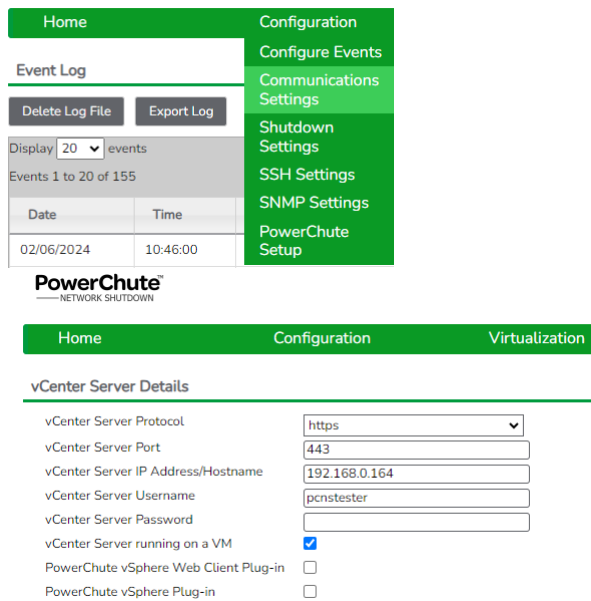 Home Configuration
Configure Events
Event Log
Communications
Settings
Delete Log File Export Log
Shutdown
Settings
Display 20 events
Events 1 to 20 of 155
SSH Settings
SNMP Settings
Date Time
PowerChute
Setup
02/06/2024 10:46:00
PowerChute™
NETWORK SHUTDOWN
Home Configuration Virtualization
vCenter Server Details
vCenter Server Protocol https
vCenter Server Port 443
vCenter Server IP Address/Hostname 192.168.0.164
vCenter Server Username pcnstester
vCenter Server Password
vCenter Server running on a VM
PowerChute vSphere Web Client Plug-in
PowerChute vSphere Plug-in